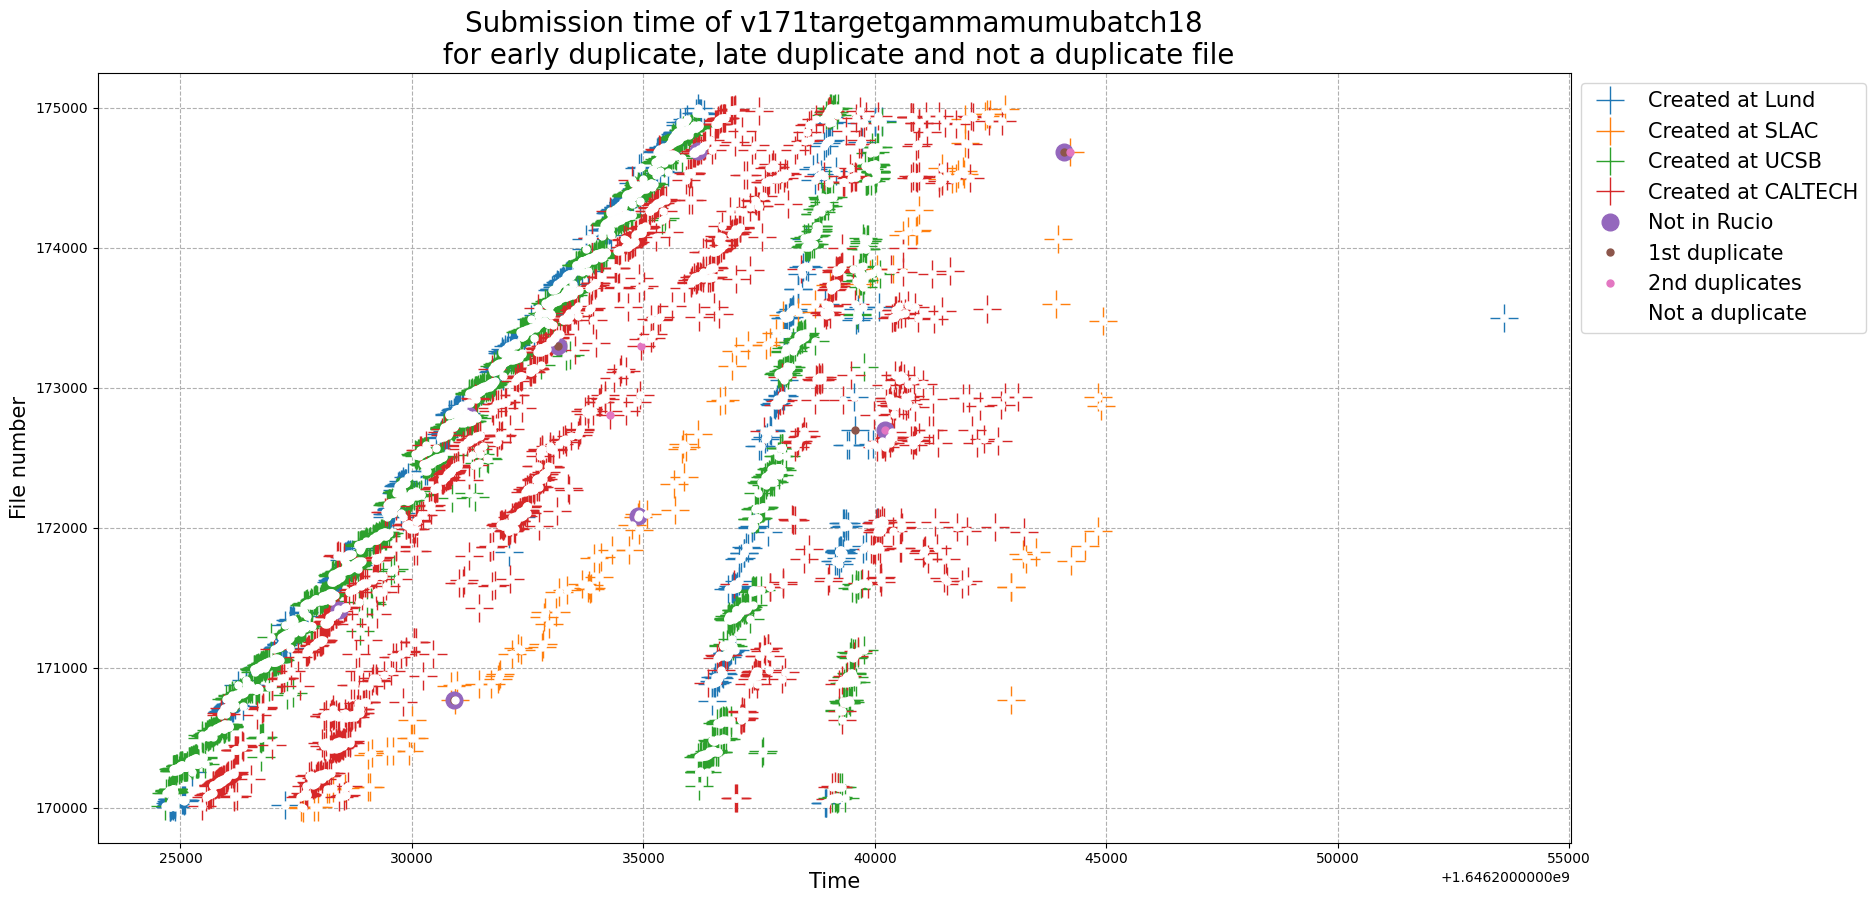 Submission time of v171targetgammamumubatch18
for early duplicate, late duplicate and not a duplicate file
175000
174000
173000
172000
171000
170000
File number
25000
30000
35000
40000
45000
50000
55000
Time
+1.6462000000e9
Created at Lund
Created at SLAC
Created at UCSB
Created at CALTECH
Not in Rucio
1st duplicate
2nd duplicates
Not a duplicate